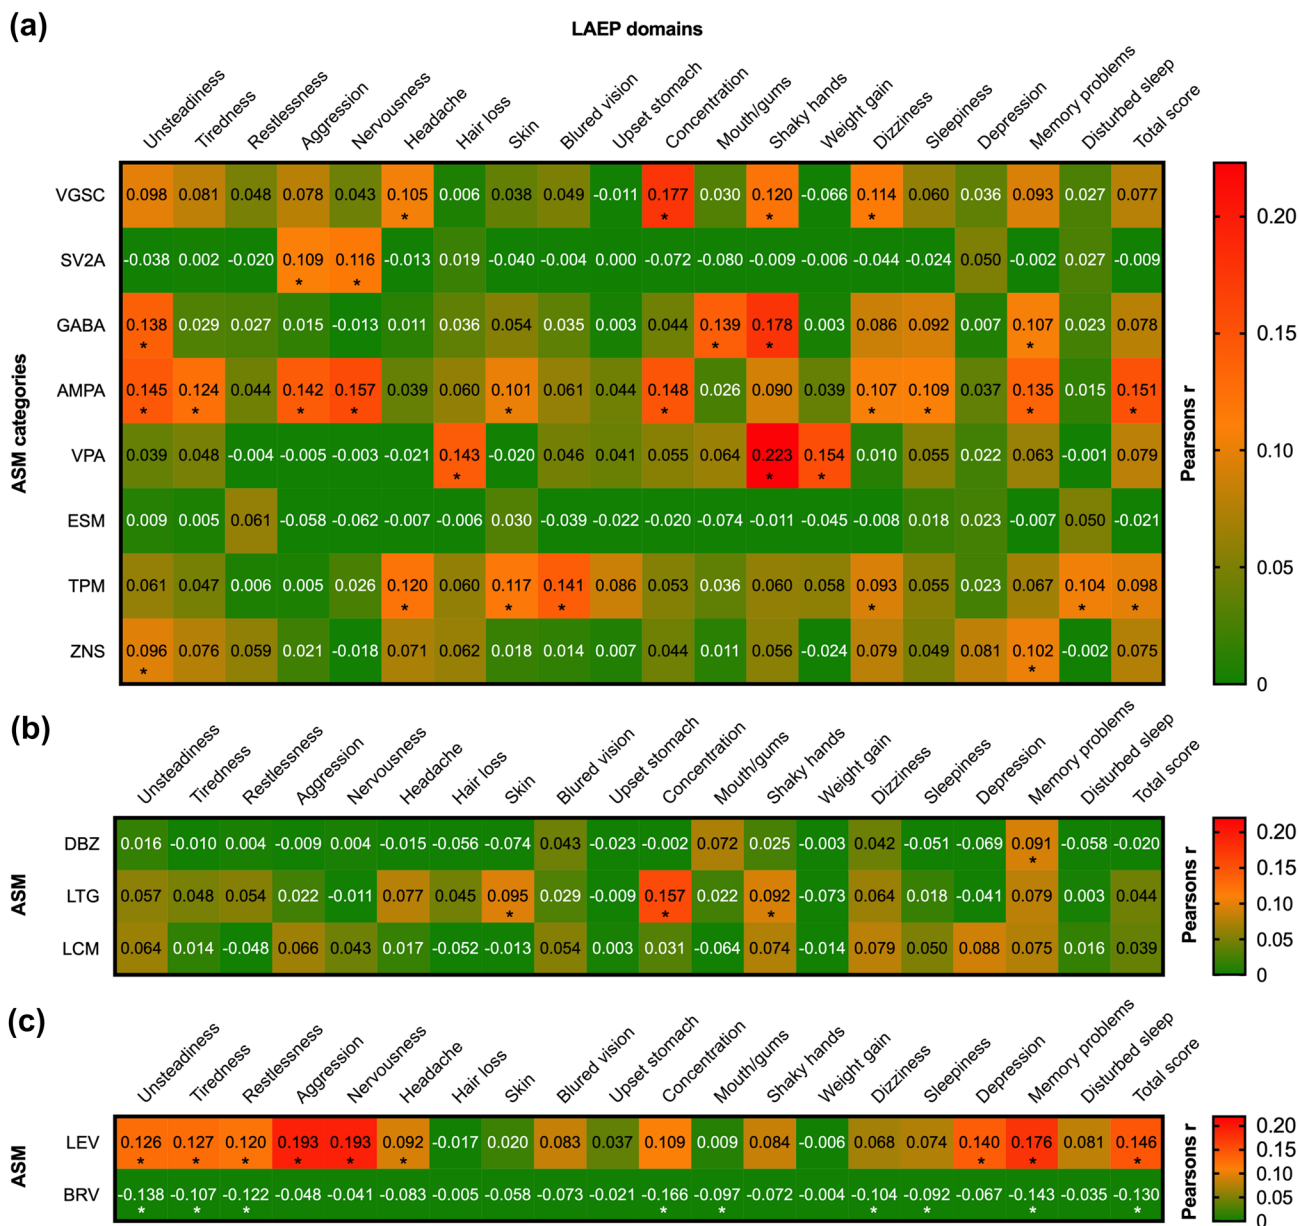 (a)
LAEP domains
Unsteadiness Tiredness Restlessness Aggression Nervousness Headache Hair loss Skin Blured vision Upset stomach Concentration Mouth/gums Shaky hands Weight gain Dizziness Sleepiness Depression Memory problems Disturbed sleep Total score
ASM categories
VGSC 0.098 0.081 0.048 0.078 0.043 0.105* 0.006 0.038 0.049 -0.011 0.177* 0.030 0.120* -0.066 0.114* 0.060 0.036 0.093 0.027 0.077
SV2A -0.038 0.002 -0.020 0.109* 0.116* -0.013 0.019 -0.040 -0.004 0.000 -0.072 -0.080 -0.009 -0.006 -0.044 -0.024 0.050 -0.002 0.027 -0.009
GABA 0.138* 0.029 0.027 0.015 -0.013 0.011 0.036 0.054 0.035 0.003 0.044 0.139* 0.178* 0.003 0.086 0.092 0.007 0.107* 0.023 0.078
AMPA 0.145* 0.124* 0.044 0.142* 0.157* 0.039 0.060 0.101* 0.061 0.044 0.148* 0.026 0.090 0.039 0.107* 0.109* 0.037 0.135* 0.015 0.151*
VPA 0.039 0.048 -0.004 -0.005 -0.003 -0.021 0.143* -0.020 0.046 0.041 0.055 0.064 0.223* 0.154* 0.010 0.055 0.022 0.063 -0.001 0.079
ESM 0.009 0.005 0.061 -0.058 -0.062 -0.007 -0.006 0.030 -0.039 -0.022 -0.020 -0.074 -0.011 -0.045 -0.008 0.018 0.023 -0.007 0.050 -0.021
TPM 0.061 0.047 0.006 0.005 0.026 0.120* 0.060 0.117* 0.141* 0.086 0.053 0.036 0.060 0.058 0.093* 0.055 0.023 0.067 0.104* 0.098*
ZNS 0.096* 0.076 0.059 0.021 -0.018 0.071 0.062 0.018 0.014 0.007 0.044 0.011 0.056 -0.024 0.079 0.049 0.081 0.102* -0.002 0.075
Pearsons r
0.20
0.15
0.10
0.05
0
(b)
Unsteadiness Tiredness Restlessness Aggression Nervousness Headache Hair loss Skin Blured vision Upset stomach Concentration Mouth/gums Shaky hands Weight gain Dizziness Sleepiness Depression Memory problems Disturbed sleep Total score
ASM
DBZ 0.016 -0.010 0.004 -0.009 0.004 -0.015 -0.056 -0.074 0.043 -0.023 -0.002 0.072 0.025 -0.003 0.042 -0.051 -0.069 0.091* -0.058 -0.020
LTG 0.057 0.048 0.054 0.022 -0.011 0.077 0.045 0.095* 0.029 -0.009 0.157* 0.022 0.092* -0.073 0.064 0.018 -0.041 0.079 0.003 0.044
LCM 0.064 0.014 -0.048 0.066 0.043 0.017 -0.052 -0.013 0.054 0.003 0.031 -0.064 0.074 -0.014 0.079 0.050 0.088 0.075 0.016 0.039
Pearsons r
0.20
0.15
0.10
0.05
0
(c)
Unsteadiness Tiredness Restlessness Aggression Nervousness Headache Hair loss Skin Blured vision Upset stomach Concentration Mouth/gums Shaky hands Weight gain Dizziness Sleepiness Depression Memory problems Disturbed sleep Total score
ASM
LEV 0.126* 0.127* 0.120* 0.193* 0.193* 0.092* -0.017 0.020 0.083 0.037 0.109 0.009 0.084 -0.006 0.068 0.074 0.140* 0.176* 0.081 0.146*
BRV -0.138* -0.107* -0.122* -0.048 -0.041 -0.083 -0.005 -0.058 -0.073 -0.021 -0.166* -0.097* -0.072 -0.004 -0.104* -0.092* -0.067 -0.143* -0.035 -0.130*
Pearsons r
0.20
0.15
0.10
0.05
0